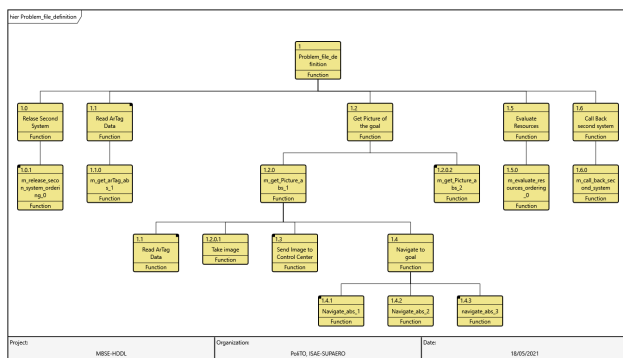 hier Problem_file_definition
1
Problem_file_de
finition
Function
1.0
Relase Second
System
Function
1.1
Read ArTag
Data
Function
1.2
Get Picture of
the goal
Function
1.5
Evaluate
Resources
Function
1.6
Call Back
second system
Function
1.0.1
m_release_seco
n_system_orderi
ng_0
Function
1.1.0
m_get_arTag_ab
s_1
Function
1.2.0
m_get_Picture_a
bs_1
Function
1.2.0.2
m_get_Picture_a
bs_2
Function
1.5.0
m_evaluate_res
ources_ordering
_0
Function
1.6.0
m_call_back_sec
ond_system
Function
1.1
Read ArTag
Data
Function
1.2.0.1
Take image
Function
1.3
Send Image to
Control Center
Function
1.4
Navigate to
goal
Function
1.4.1
Navigate_abs_1
Function
1.4.2
Navigate_abs_2
Function
1.4.3
navigate_abs_3
Function
Project:
MBSE-HDDL
Organization:
PoliTO, ISAE-SUPAERO
Date:
18/05/2021